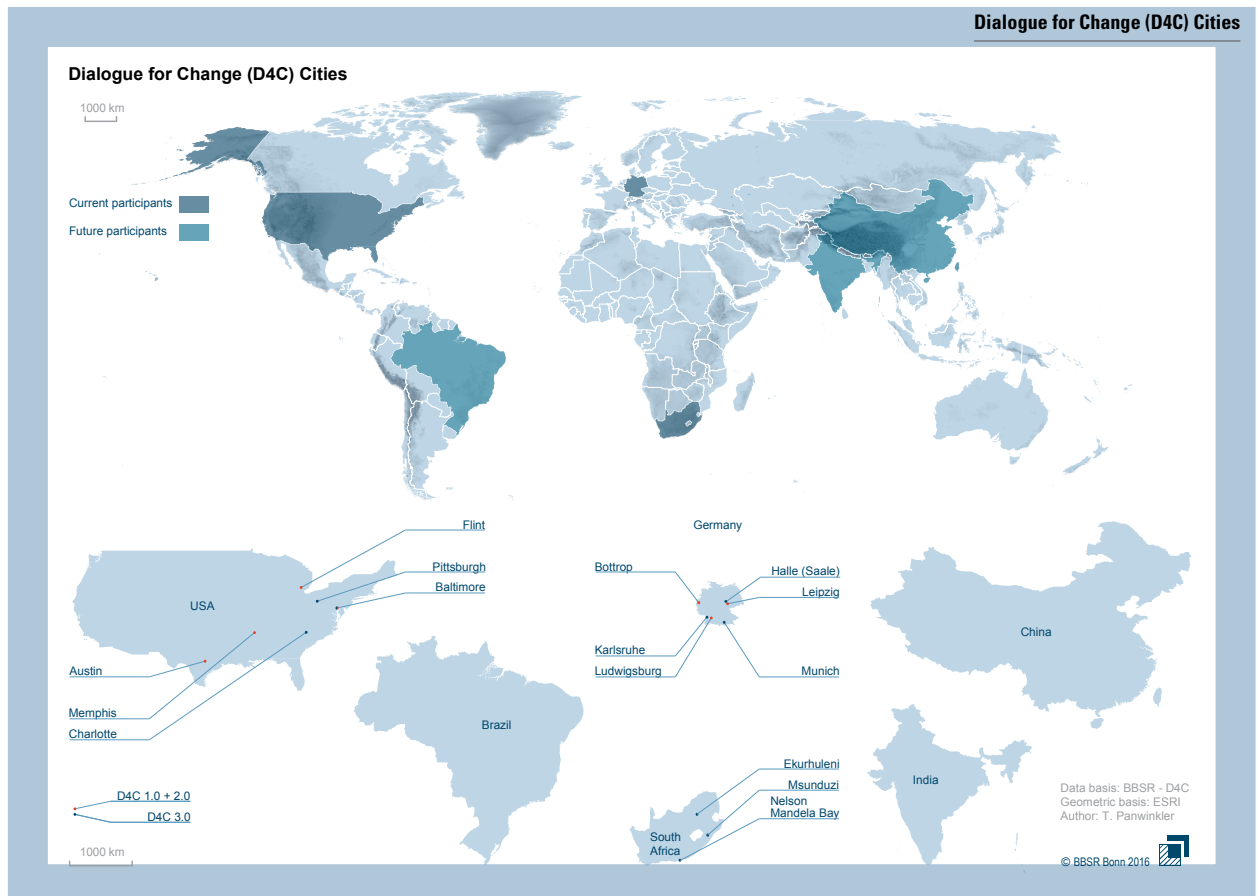 Dialogue for Change (D4C) Cities
Dialogue for Change (D4C) Cities
1000 km
Current participants
Future participants
Flint
Pittsburgh
Baltimore
USA
Austin
Memphis
Charlotte
Brazil
Germany
Bottrop
Halle (Saale)
Leipzig
Karlsruhe
Ludwigsburg
Munich
China
India
Ekurhuleni
Msunduzi
Nelson
Mandela Bay
South
Africa
D4C 1.0 + 2.0
D4C 3.0
1000 km
Data basis: BBSR - D4C
Geometric basis: ESRI
Author: T. Panwinkler
© BBSR Bonn 2016